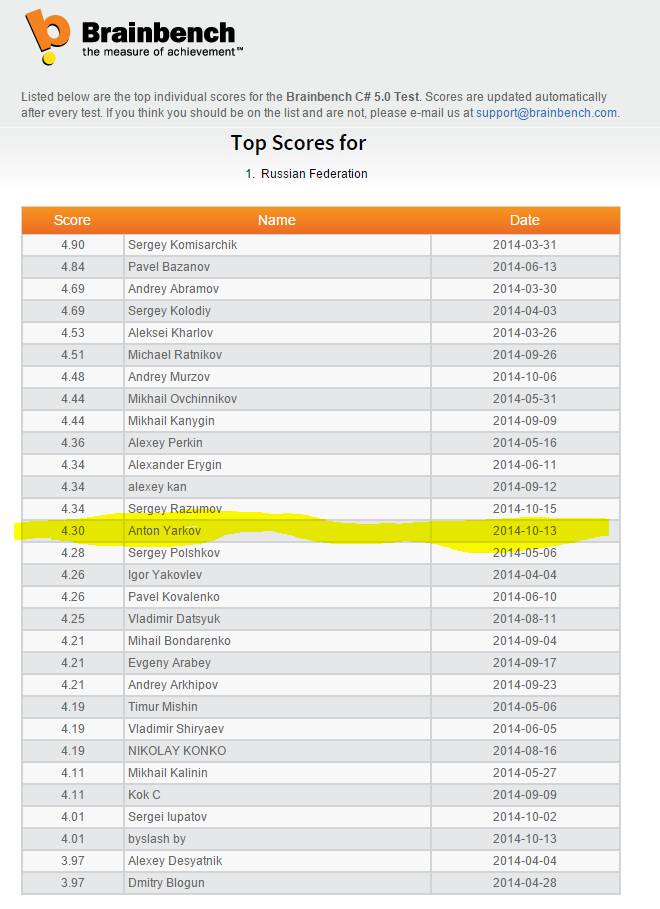 Brainbench
the measure of achievement™
Listed below are the top individual scores for the Brainbench C# 5.0 Test. Scores are updated automatically
after every test. If you think you should be on the list and are not, please e-mail us at support@brainbench.com.
Top Scores for
1. Russian Federation
Score Name Date
4.90 Sergey Komisarchik 2014-03-31
4.84 Pavel Bazanov 2014-06-13
4.69 Andrey Abramov 2014-03-30
4.69 Sergey Kolodiy 2014-04-03
4.53 Aleksei Kharlov 2014-03-26
4.51 Michael Ratnikov 2014-09-26
4.48 Andrey Murzov 2014-10-06
4.44 Mikhail Ovchinnikov 2014-05-31
4.44 Mikhail Kanygin 2014-09-09
4.36 Alexey Perkin 2014-05-16
4.34 Alexander Erygin 2014-06-11
4.34 alexey kan 2014-09-12
4.34 Sergey Razumov 2014-10-15
4.30 Anton Yarkov 2014-10-13
4.28 Sergey Polshkov 2014-05-06
4.26 Igor Yakovlev 2014-04-04
4.26 Pavel Kovalenko 2014-06-10
4.25 Vladimir Datsyuk 2014-08-11
4.21 Mihail Bondarenko 2014-09-04
4.21 Evgeny Arabey 2014-09-17
4.21 Andrey Arkhipov 2014-09-23
4.19 Timur Mishin 2014-05-06
4.19 Vladimir Shiryaev 2014-06-05
4.19 NIKOLAY KONKO 2014-08-16
4.11 Mikhail Kalinin 2014-05-27
4.11 Kok C 2014-09-09
4.01 Sergei lupatov 2014-10-02
4.01 byslash by 2014-10-13
3.97 Alexey Desyatnik 2014-04-04
3.97 Dmitry Blogun 2014-04-28